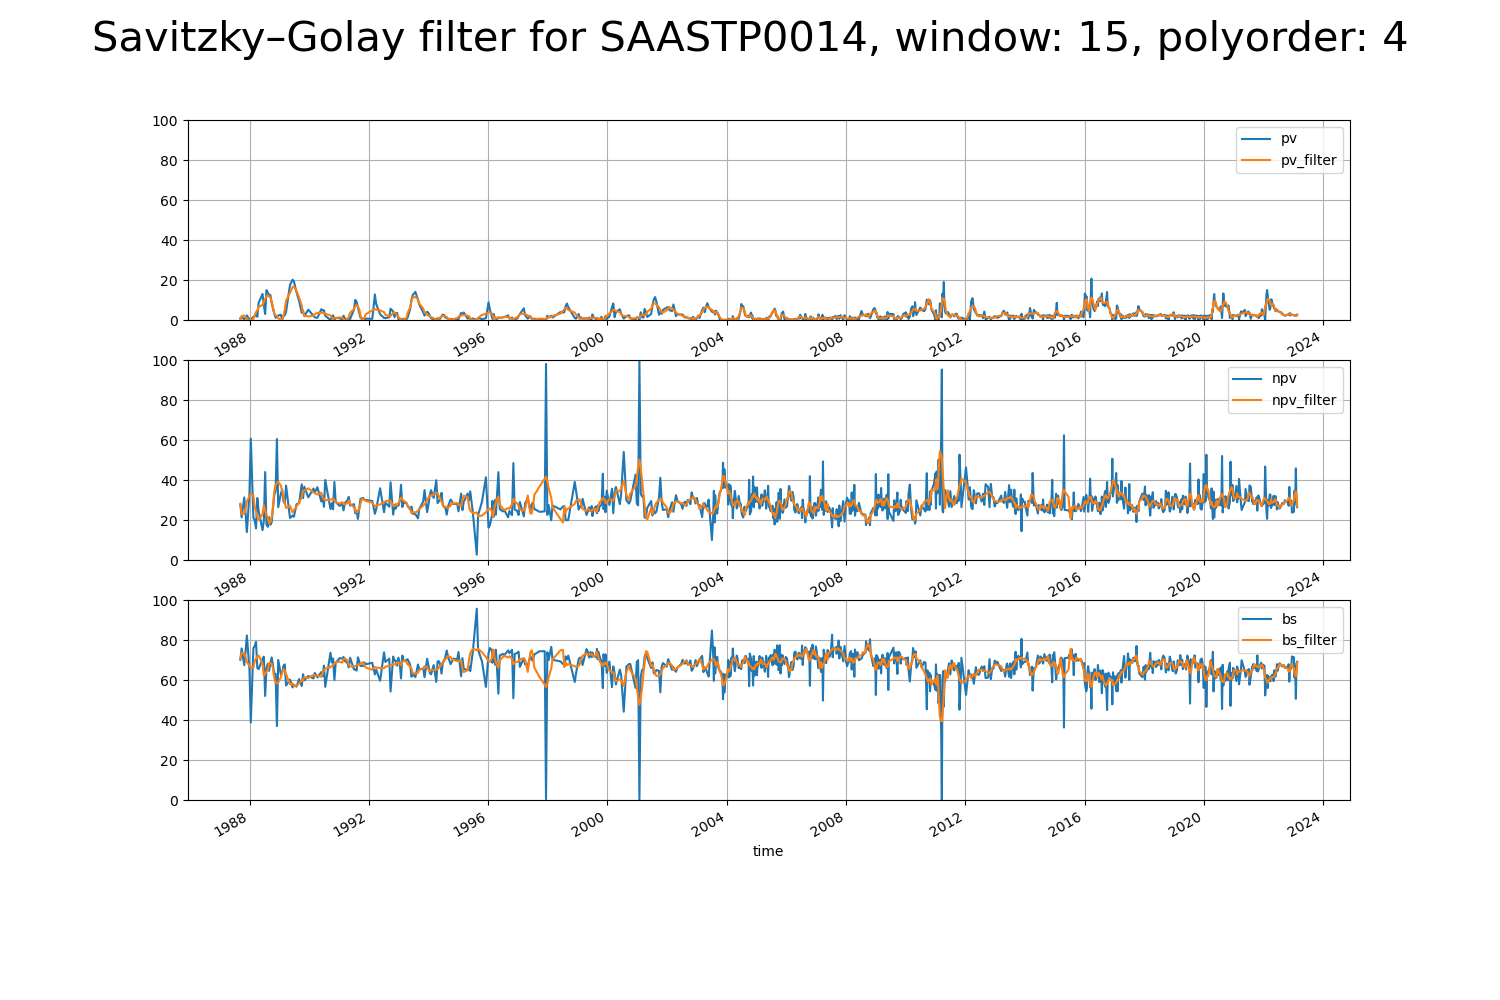 Savitzky–Golay filter for SAASTP0014, window: 15, polyorder: 4
100
80
60
40
20
0
pv
pv_filter
1988 1992 1996 2000 2004 2008 2012 2016 2020 2024
100
80
60
40
20
0
npv
npv_filter
1988 1992 1996 2000 2004 2008 2012 2016 2020 2024
100
80
60
40
20
0
bs
bs_filter
1988 1992 1996 2000 2004 2008 2012 2016 2020 2024
time